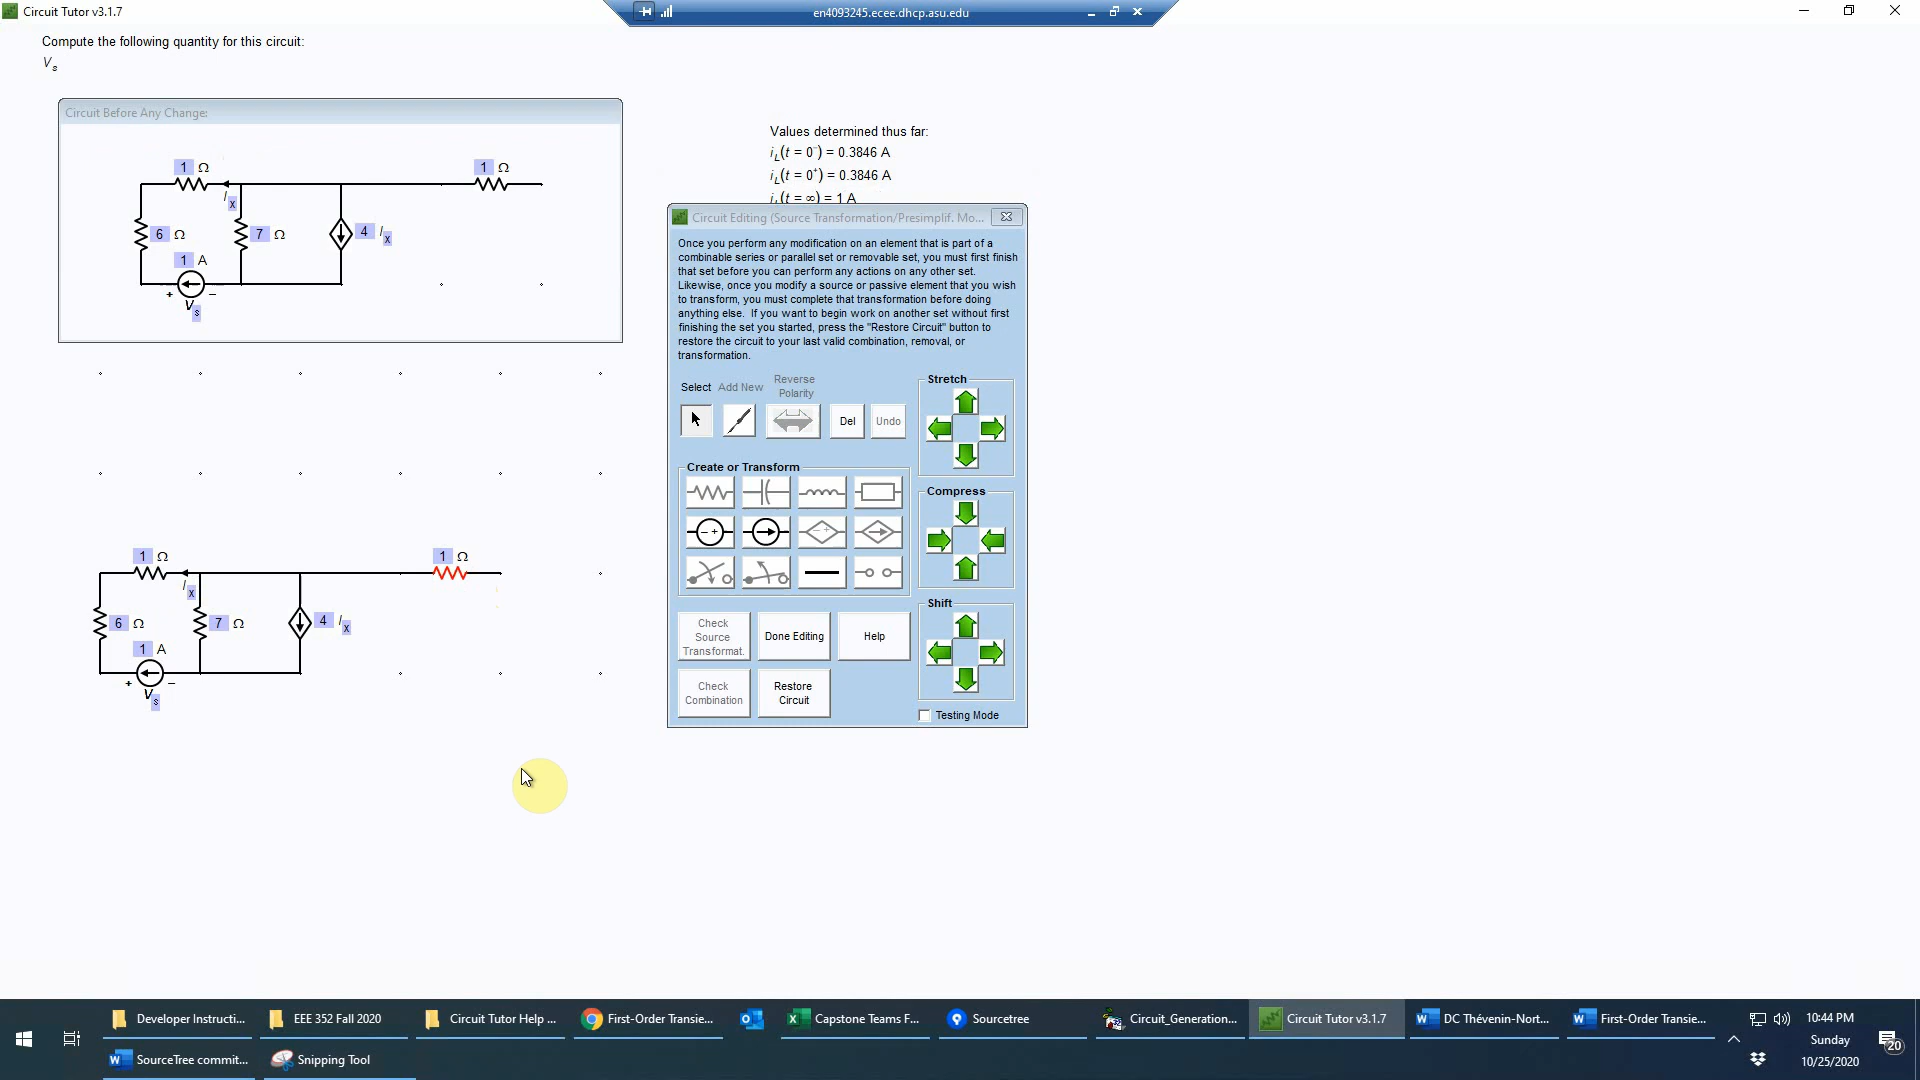 Circuit Tutor v3.1.7
en4093245.ecee.dhcp.asu.edu
Compute the following quantity for this circuit:
Vs
Circuit Before Any Change:
1 Ω
1 Ω
Ix
6 Ω
7 Ω
4 Ix
1 A
+ −
Vs
Values determined thus far:
iL(t = 0⁻) = 0.3846 A
iL(t = 0⁺) = 0.3846 A
iL(t = ∞) = 1 A
Circuit Editing (Source Transformation/Presimplif. Mo...
Once you perform any modification on an element that is part of a
combinable series or parallel set or removable set, you must first finish
that set before you can perform any actions on any other set.
Likewise, once you modify a source or passive element that you wish
to transform, you must complete that transformation before doing
anything else. If you want to begin work on another set without first
finishing the set you started, press the "Restore Circuit" button to
restore the circuit to your last valid combination, removal, or
transformation.
Select
Add New
Reverse
Polarity
Del
Undo
Stretch
Create or Transform
Compress
Shift
Check
Source
Transformat.
Done Editing
Help
Check
Combination
Restore
Circuit
Testing Mode
1 Ω
1 Ω
Ix
6 Ω
7 Ω
4 Ix
1 A
+ −
Vs
Developer Instructi...
EEE 352 Fall 2020
Circuit Tutor Help ...
First-Order Transie...
Capstone Teams F...
Sourcetree
Circuit_Generation...
Circuit Tutor v3.1.7
DC Thévenin-Nort...
First-Order Transie...
SourceTree commit...
Snipping Tool
10:44 PM
Sunday
10/25/2020
20